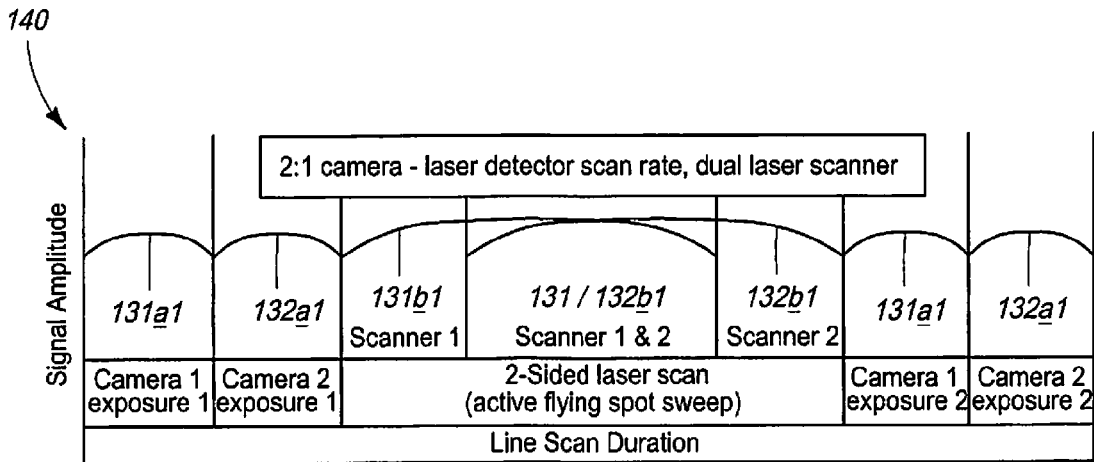 140
2:1 camera - laser detector scan rate, dual laser scanner
Signal Amplitude
131a1
132a1
131b1
131 / 132b1
132b1
131a1
132a1
Scanner 1
Scanner 1 & 2
Scanner 2
Camera 1
exposure 1
Camera 2
exposure 1
2-Sided laser scan
(active flying spot sweep)
Camera 1
exposure 2
Camera 2
exposure 2
Line Scan Duration